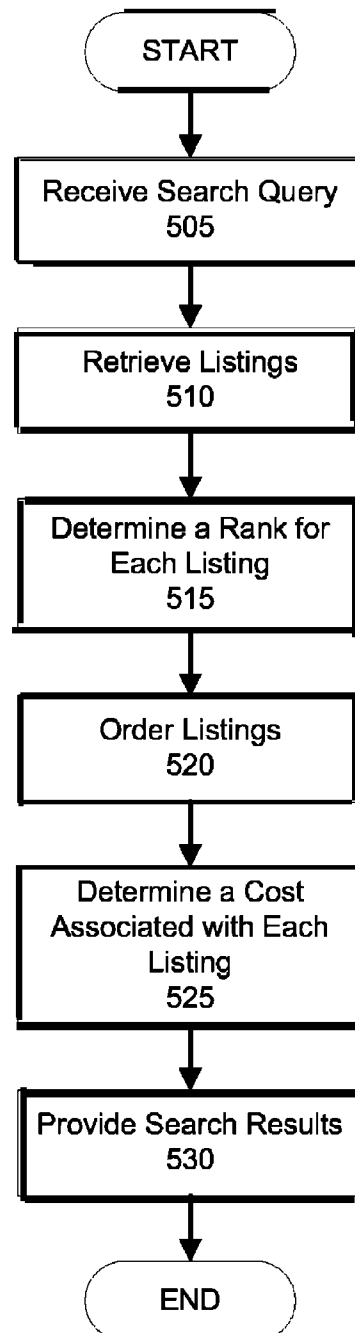 START
Receive Search Query
505
Retrieve Listings
510
Determine a Rank for
Each Listing
515
Order Listings
520
Determine a Cost
Associated with Each
Listing
525
Provide Search Results
530
END